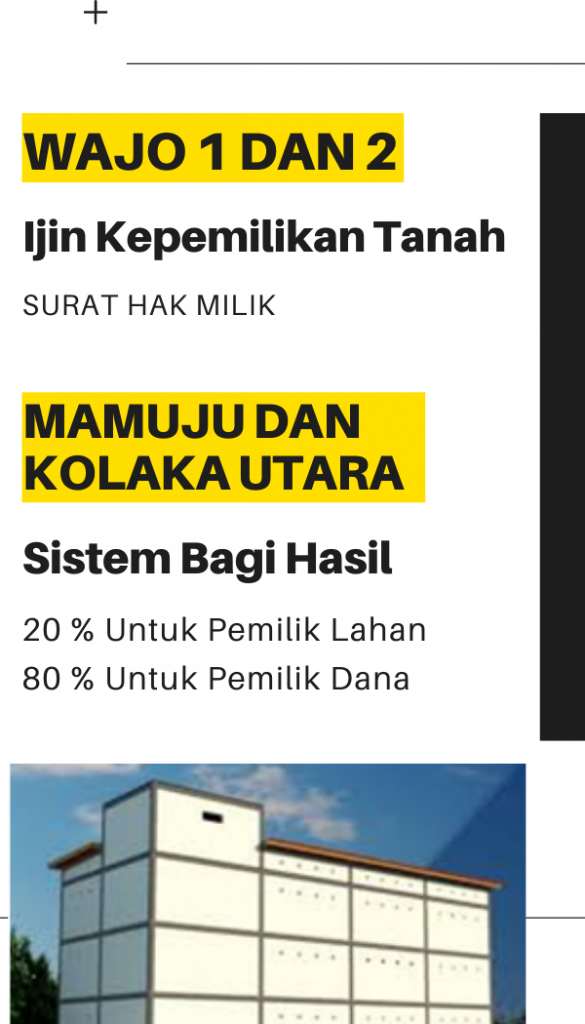 WAJO 1 DAN 2
Ijin Kepemilikan Tanah
SURAT HAK MILIK
MAMUJU DAN
KOLAKA UTARA
Sistem Bagi Hasil
20 % Untuk Pemilik Lahan
80 % Untuk Pemilik Dana